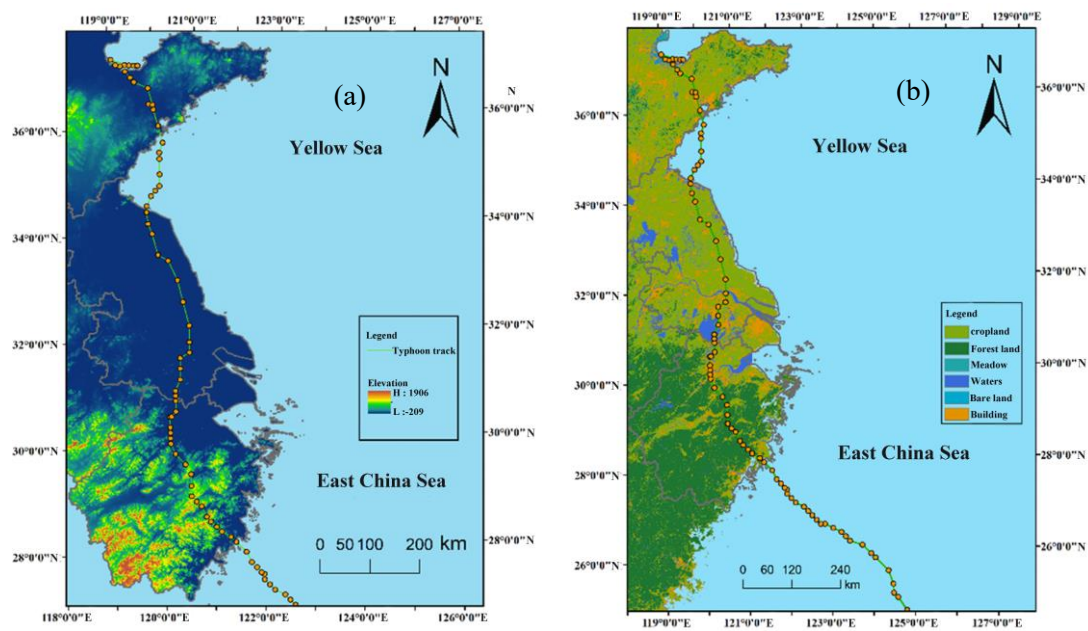 119°0'0"E 121°0'0"E 123°0'0"E 125°0'0"E
(a)
N
N
36°0'0"N
36°0'0"N
Yellow Sea
34°0'0"N
34°0'0"N
32°0'0"N
32°0'0"N
Legend
Typhoon track
Elevation
H : 1906
L :-209
30°0'0"N
30°0'0"N
East China Sea
28°0'0"N
28°0'0"N
0 50 100 200 km
118°0'0"E 120°0'0"E 122°0'0"E 124°0'0"E 126°0'0"E
119°0'0"E 121°0'0"E 123°0'0"E 125°0'0"E 127°0'0"E 129°0'0"E
(b)
N
36°0'0"N
36°0'0"N
Yellow Sea
34°0'0"N
34°0'0"N
32°0'0"N
32°0'0"N
Legend
cropland
Forest land
Meadow
Waters
Bare land
Building
30°0'0"N
30°0'0"N
East China Sea
28°0'0"N
28°0'0"N
26°0'0"N
26°0'0"N
0 60 120 240
km
119°0'0"E 121°0'0"E 123°0'0"E 125°0'0"E 127°0'0"E